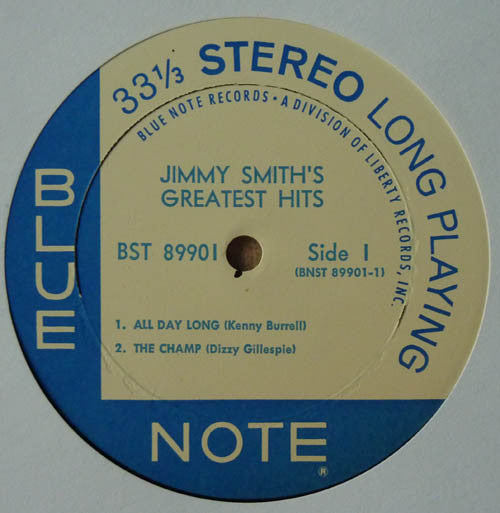 33⅓ STEREO LONG PLAYING
BLUE NOTE RECORDS • A DIVISION OF LIBERTY RECORDS, INC.
JIMMY SMITH'S
GREATEST HITS
BST 89901
Side 1
(BNST 89901-1)
1. ALL DAY LONG (Kenny Burrell)
2. THE CHAMP (Dizzy Gillespie)
BLUE
NOTE
®